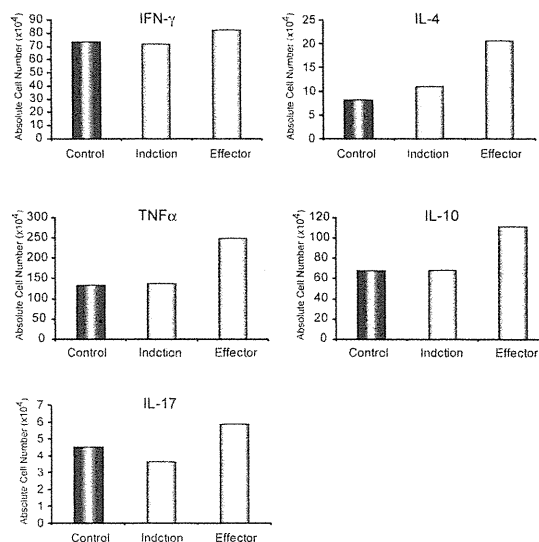 IFN-γ
Absolute Cell Number (x10⁴)
90
80
70
60
50
40
30
20
10
0
Control Indction Effector
IL-4
Absolute Cell Number (x10⁴)
25
20
15
10
5
0
Control Indction Effector
TNFα
Absolute Cell Number (x10⁴)
300
250
200
150
100
50
0
Control Indction Effector
IL-10
Absolute Cell Number (x10⁴)
120
100
80
60
40
20
0
Control Indction Effector
IL-17
Absolute Cell Number (x10⁴)
7
6
5
4
3
2
1
0
Control Indction Effector